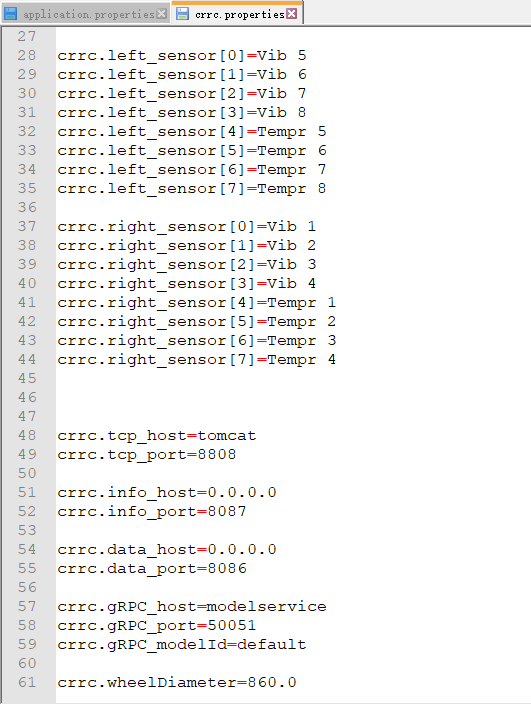 application.properties
crrc.properties
27
28 crrc.left_sensor[0]=Vib 5
29 crrc.left_sensor[1]=Vib 6
30 crrc.left_sensor[2]=Vib 7
31 crrc.left_sensor[3]=Vib 8
32 crrc.left_sensor[4]=Tempr 5
33 crrc.left_sensor[5]=Tempr 6
34 crrc.left_sensor[6]=Tempr 7
35 crrc.left_sensor[7]=Tempr 8
36
37 crrc.right_sensor[0]=Vib 1
38 crrc.right_sensor[1]=Vib 2
39 crrc.right_sensor[2]=Vib 3
40 crrc.right_sensor[3]=Vib 4
41 crrc.right_sensor[4]=Tempr 1
42 crrc.right_sensor[5]=Tempr 2
43 crrc.right_sensor[6]=Tempr 3
44 crrc.right_sensor[7]=Tempr 4
45
46
47
48 crrc.tcp_host=tomcat
49 crrc.tcp_port=8808
50
51 crrc.info_host=0.0.0.0
52 crrc.info_port=8087
53
54 crrc.data_host=0.0.0.0
55 crrc.data_port=8086
56
57 crrc.gRPC_host=modelservice
58 crrc.gRPC_port=50051
59 crrc.gRPC_modelId=default
60
61 crrc.wheelDiameter=860.0